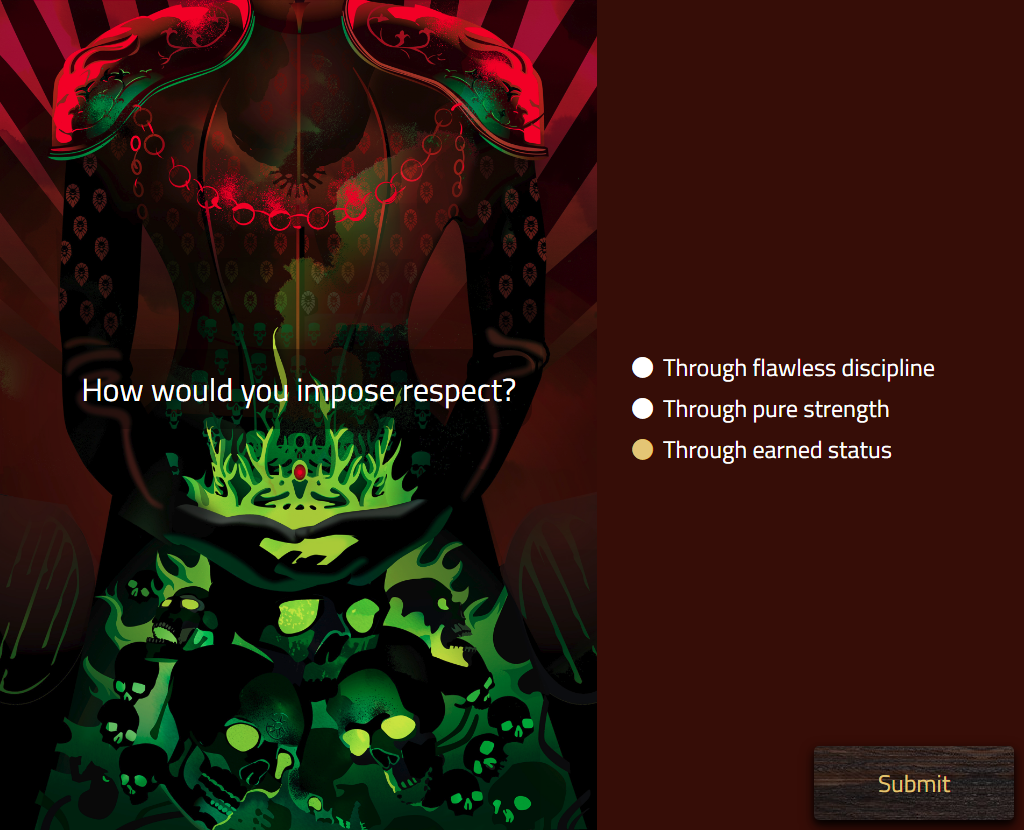 How would you impose respect?
Through flawless discipline
Through pure strength
Through earned status
Submit